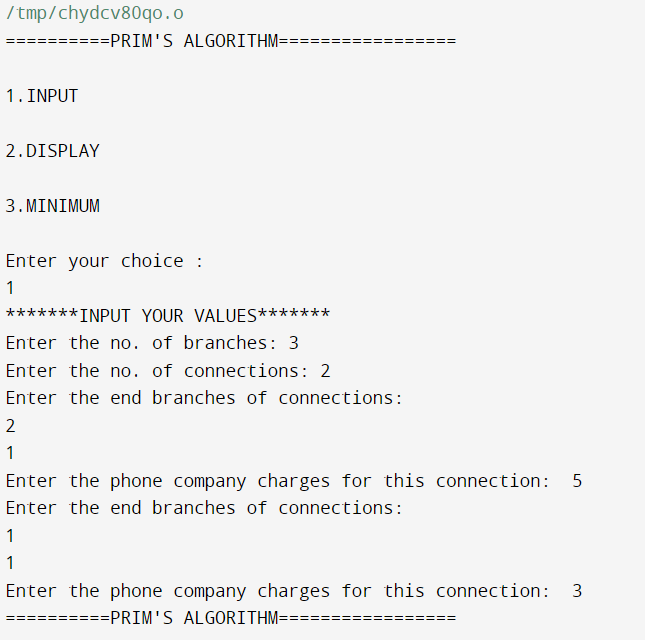 /tmp/chydcv80qo.o
==========PRIM'S ALGORITHM=================
1.INPUT
2.DISPLAY
3.MINIMUM
Enter your choice :
1
*******INPUT YOUR VALUES*******
Enter the no. of branches: 3
Enter the no. of connections: 2
Enter the end branches of connections:
2
1
Enter the phone company charges for this connection:  5
Enter the end branches of connections:
1
1
Enter the phone company charges for this connection:  3
==========PRIM'S ALGORITHM=================